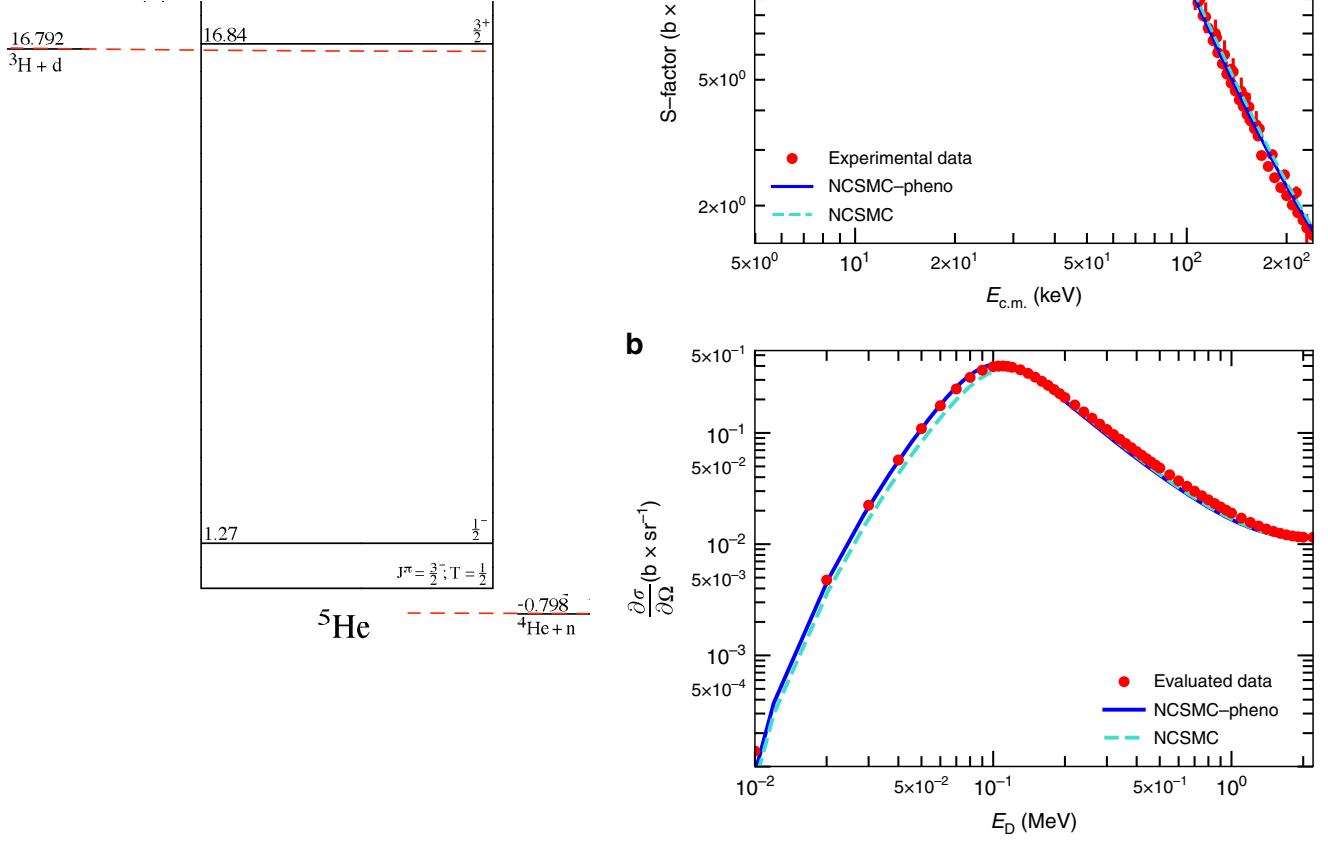 16.792
³H + d
16.84
3/2⁺
1.27
1/2⁻
Jᵖⁱ = 3/2⁻; T = 1/2
⁵He
-0.798
⁴He + n
S–factor (b ×
5×10⁰
2×10⁰
Experimental data
NCSMC–pheno
NCSMC
5×10⁰
10¹
2×10¹
5×10¹
10²
2×10²
E_c.m. (keV)
b
∂σ/∂Ω (b × sr⁻¹)
5×10⁻¹
10⁻¹
5×10⁻²
10⁻²
5×10⁻³
10⁻³
5×10⁻⁴
Evaluated data
NCSMC–pheno
NCSMC
10⁻²
5×10⁻²
10⁻¹
5×10⁻¹
10⁰
E_D (MeV)